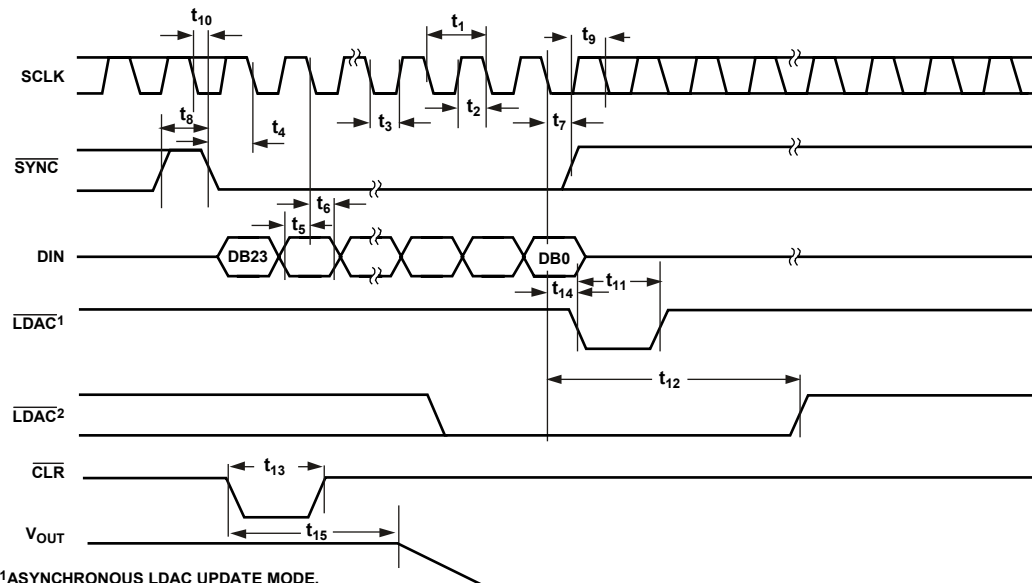 t10
t1
t9
SCLK
t8
t4
t3
t2
t7
SYNC
t6
t5
DIN
DB23
DB0
t14
t11
LDAC1
t12
LDAC2
CLR
t13
t15
VOUT
1ASYNCHRONOUS LDAC UPDATE MODE.